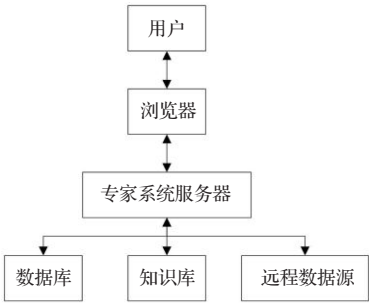 用户
浏览器
专家系统服务器
数据库
知识库
远程数据源